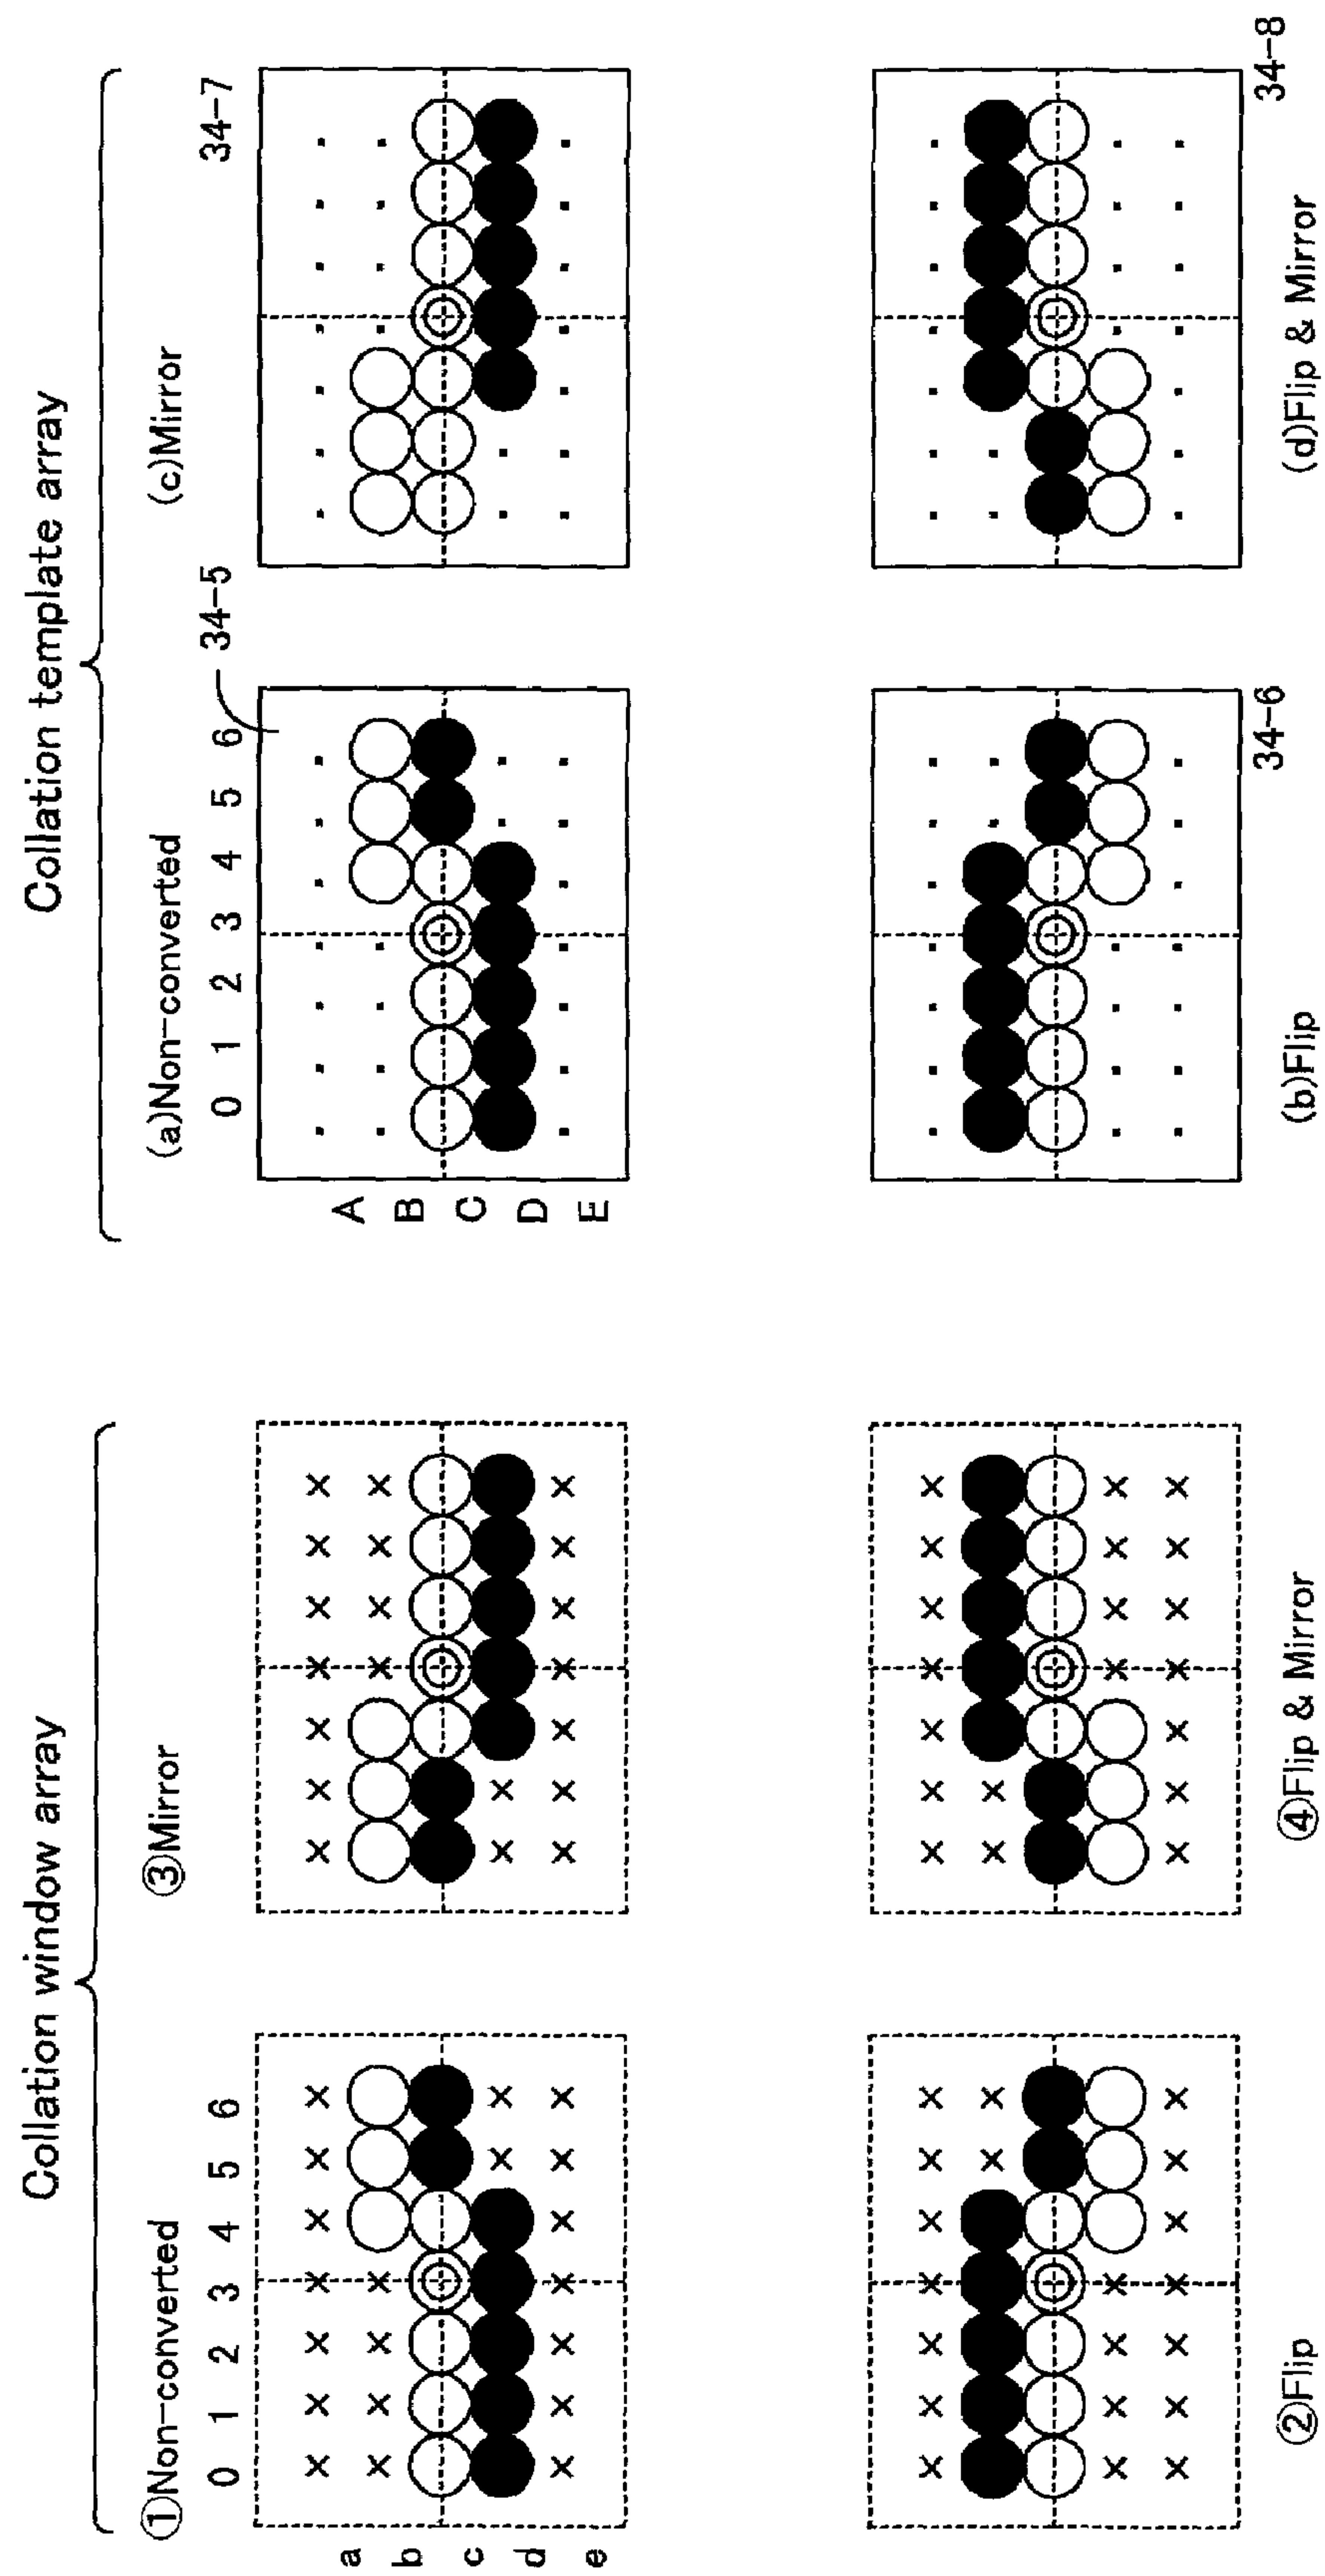 Collation window array
①Non-converted
0 1 2 3 4 5 6
a
b
c
d
e
②Flip
③Mirror
④Flip & Mirror
Collation template array
(a)Non-converted
0 1 2 3 4 5 6
34-5
A
B
C
D
E
(b)Flip
34-6
(c)Mirror
34-7
(d)Flip & Mirror
34-8